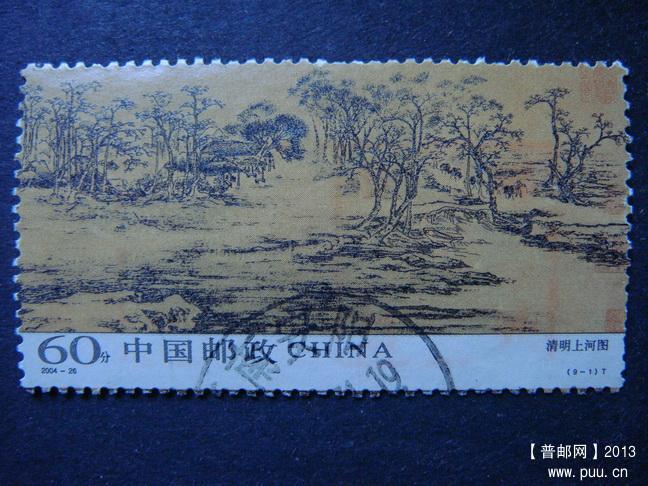 60分 中国邮政 CHINA 清明上河图
2004－26 (9－1)T
19
【普邮网】2013
www.puu.cn